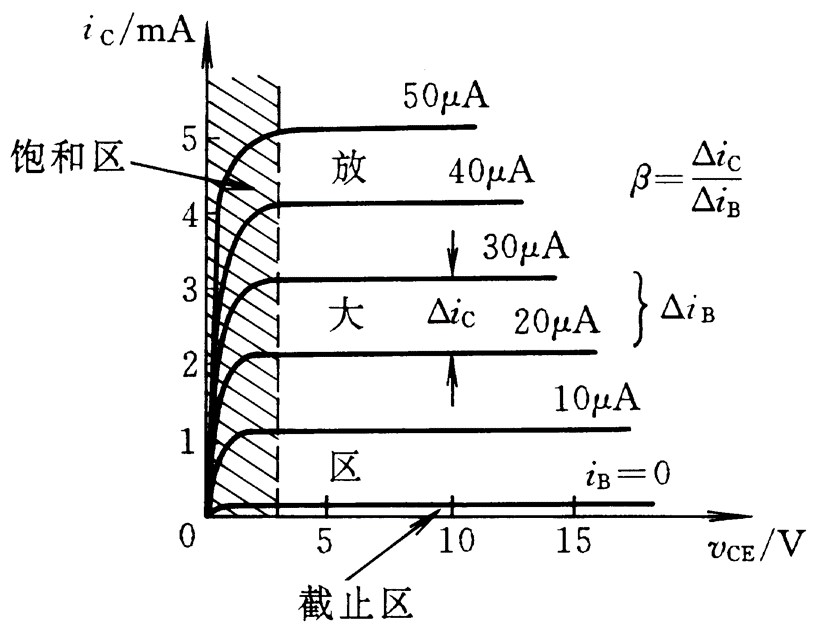 i_C/mA
50μA
5
饱和区
放
40μA
β=Δi_C/Δi_B
4
30μA
3
大
Δi_C
20μA
Δi_B
2
10μA
1
区
i_B=0
0
5
10
15
v_CE/V
截止区